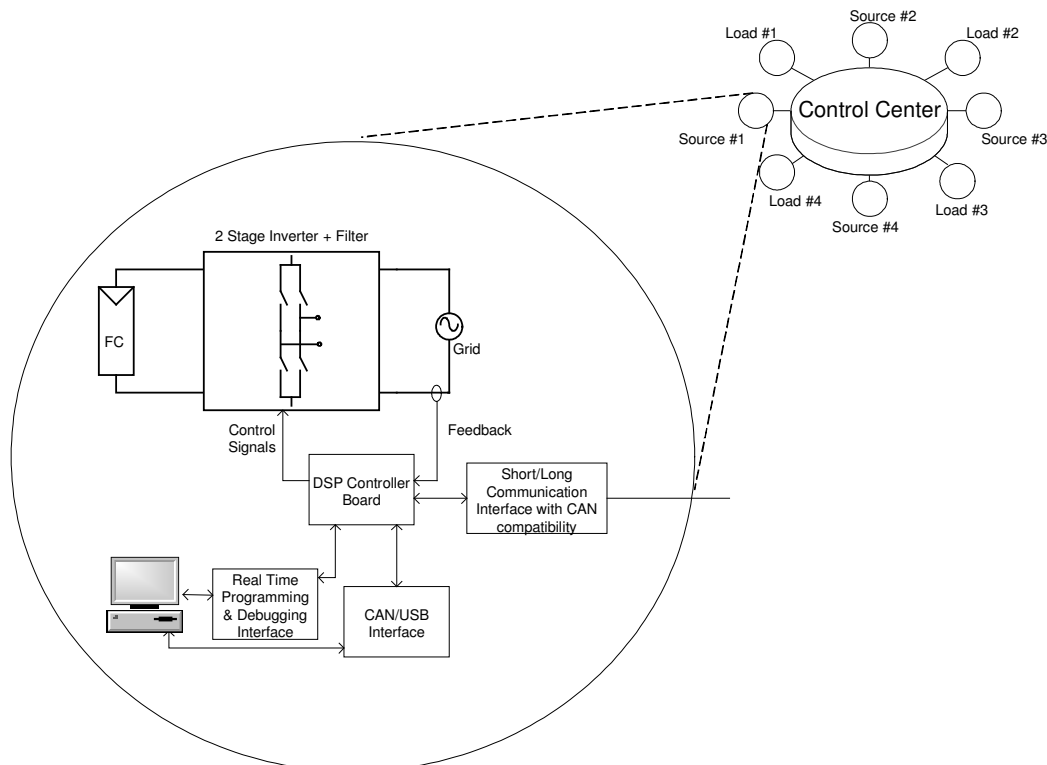 Source #2
Load #1
Load #2
Control Center
Source #1
Source #3
Load #4
Load #3
Source #4
2 Stage Inverter + Filter
FC
Grid
Control
Signals
Feedback
DSP Controller
Board
Short/Long
Communication
Interface with CAN
compatibility
Real Time
Programming
& Debugging
Interface
CAN/USB
Interface